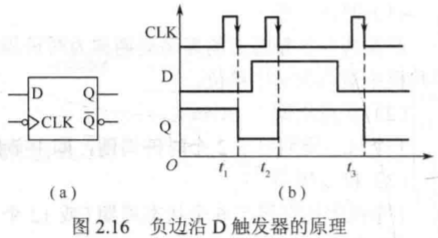 CLK
D
Q
D Q
CLK Q̄
O t₁ t₂ t₃ t
(a) (b)
图 2.16 负边沿 D 触发器的原理